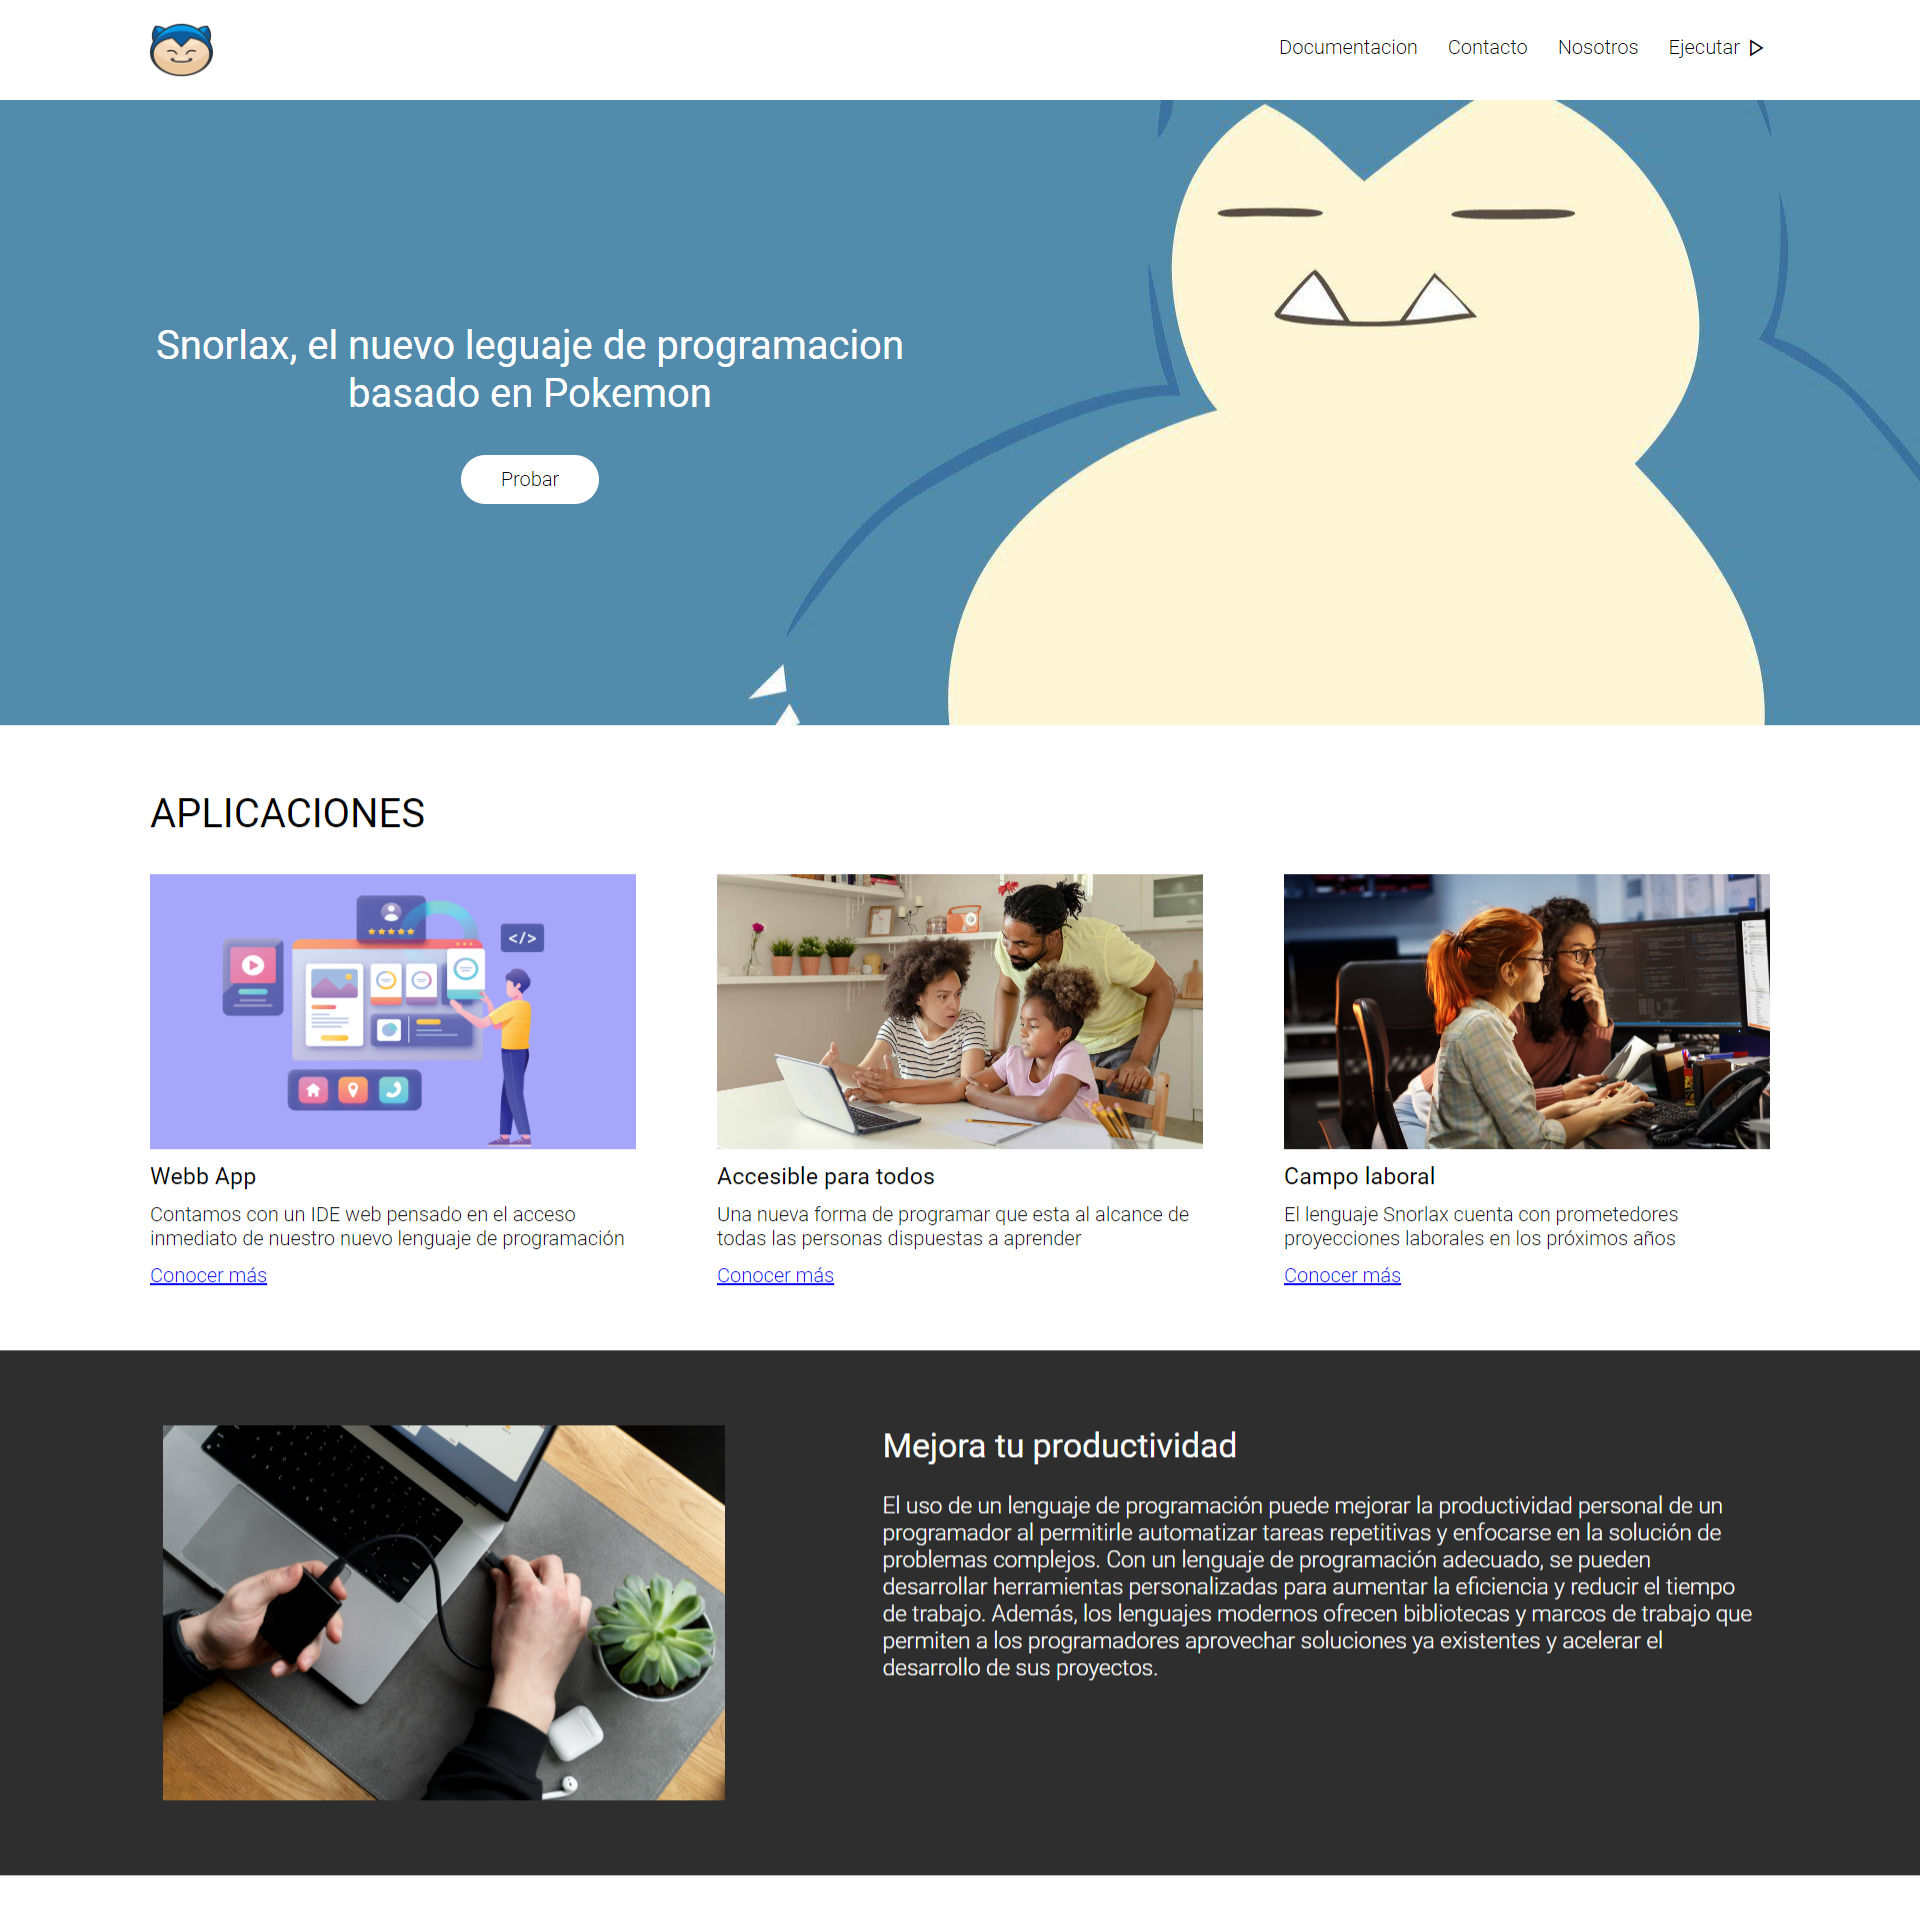 Documentacion Contacto Nosotros Ejecutar
Snorlax, el nuevo leguaje de programacion
basado en Pokemon
Probar
APLICACIONES
</>
Webb App
Contamos con un IDE web pensado en el acceso
inmediato de nuestro nuevo lenguaje de programación
Conocer más
Accesible para todos
Una nueva forma de programar que esta al alcance de
todas las personas dispuestas a aprender
Conocer más
Campo laboral
El lenguaje Snorlax cuenta con prometedores
proyecciones laborales en los próximos años
Conocer más
Mejora tu productividad
El uso de un lenguaje de programación puede mejorar la productividad personal de un
programador al permitirle automatizar tareas repetitivas y enfocarse en la solución de
problemas complejos. Con un lenguaje de programación adecuado, se pueden
desarrollar herramientas personalizadas para aumentar la eficiencia y reducir el tiempo
de trabajo. Además, los lenguajes modernos ofrecen bibliotecas y marcos de trabajo que
permiten a los programadores aprovechar soluciones ya existentes y acelerar el
desarrollo de sus proyectos.